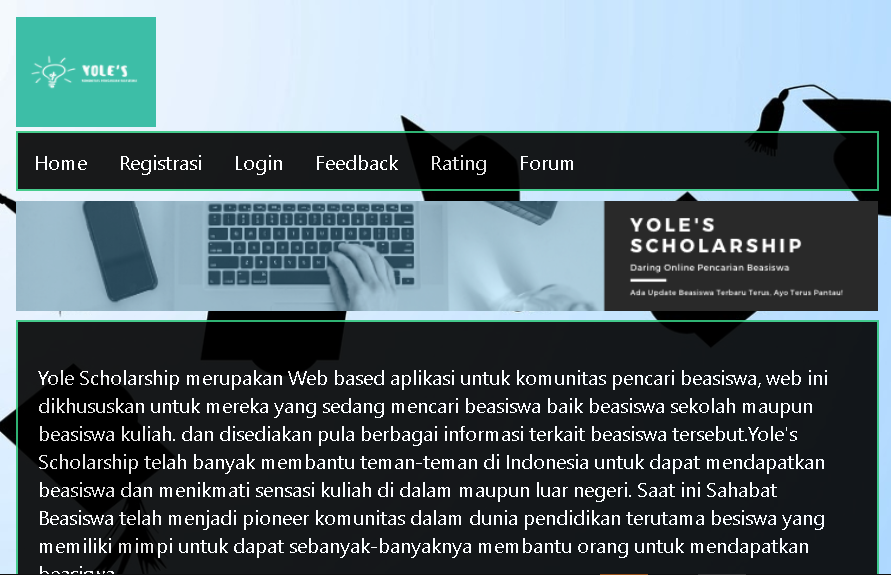 YOLE'S
Home Registrasi Login Feedback Rating Forum
YOLE'S
SCHOLARSHIP
Daring Online Pencarian Beasiswa
Ada Update Beasiswa Terbaru Terus, Ayo Terus Pantau!
Yole Scholarship merupakan Web based aplikasi untuk komunitas pencari beasiswa, web ini
dikhususkan untuk mereka yang sedang mencari beasiswa baik beasiswa sekolah maupun
beasiswa kuliah. dan disediakan pula berbagai informasi terkait beasiswa tersebut.Yole's
Scholarship telah banyak membantu teman-teman di Indonesia untuk dapat mendapatkan
beasiswa dan menikmati sensasi kuliah di dalam maupun luar negeri. Saat ini Sahabat
Beasiswa telah menjadi pioneer komunitas dalam dunia pendidikan terutama besiswa yang
memiliki mimpi untuk dapat sebanyak-banyaknya membantu orang untuk mendapatkan
beasiswa